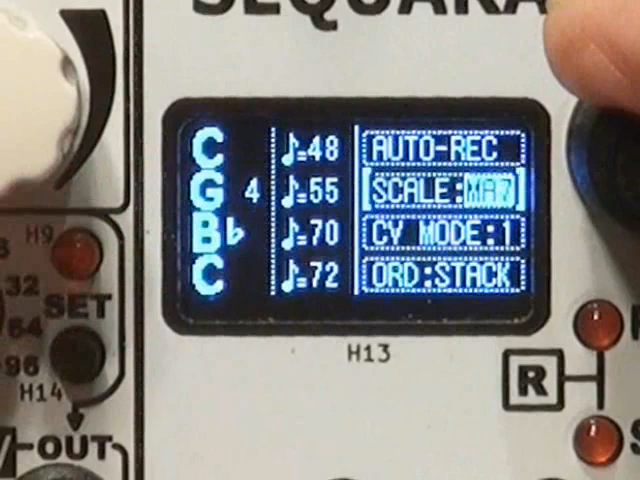 SEQUARA
C ♪=48 AUTO-REC
G 4 ♪=55 [SCALE:XA7]
B♭ ♪=70 CV MODE:1
C ♪=72 ORD:STACK
H13
H9
32
SET
64
96
H14
OUT
R
S